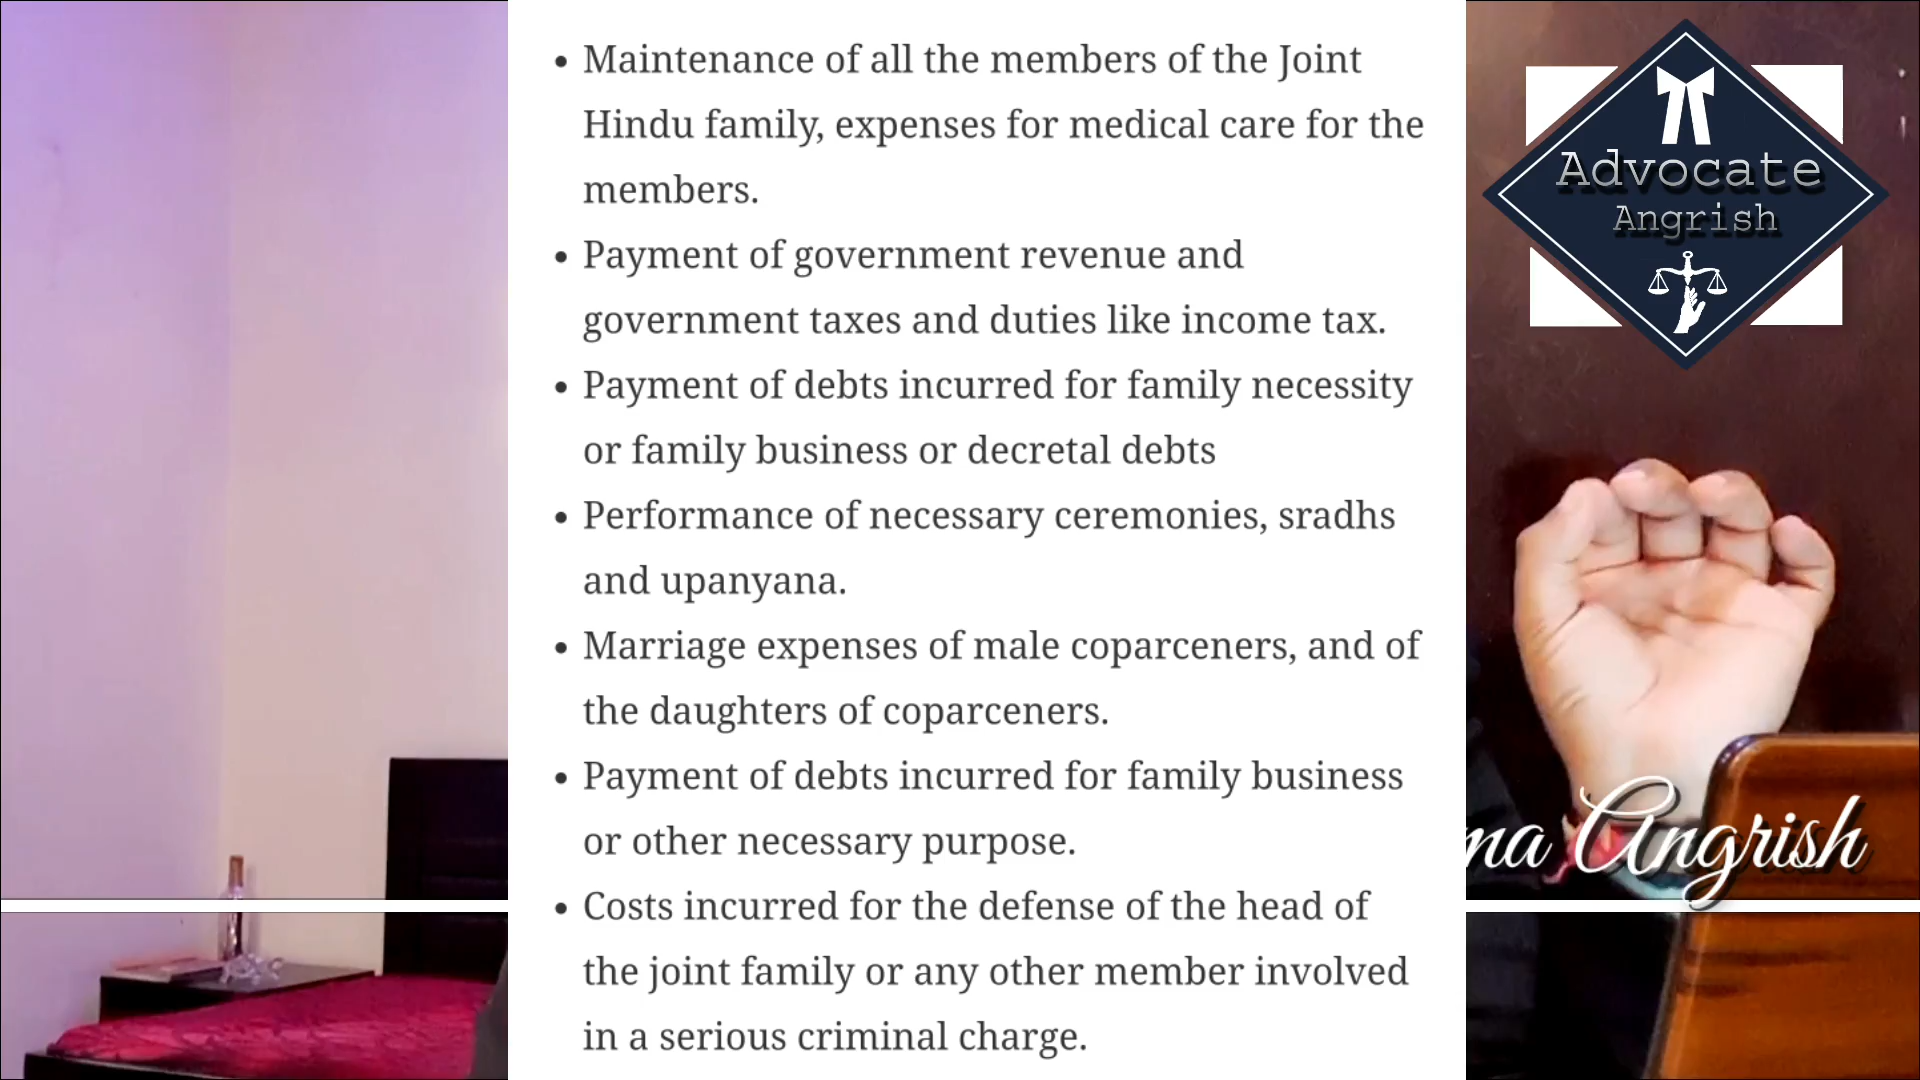 • Maintenance of all the members of the Joint
Hindu family, expenses for medical care for the
members.
• Payment of government revenue and
government taxes and duties like income tax.
• Payment of debts incurred for family necessity
or family business or decretal debts
• Performance of necessary ceremonies, sradhs
and upanyana.
• Marriage expenses of male coparceners, and of
the daughters of coparceners.
• Payment of debts incurred for family business
or other necessary purpose.
• Costs incurred for the defense of the head of
the joint family or any other member involved
in a serious criminal charge.
Advocate
Angrish
ma Angrish